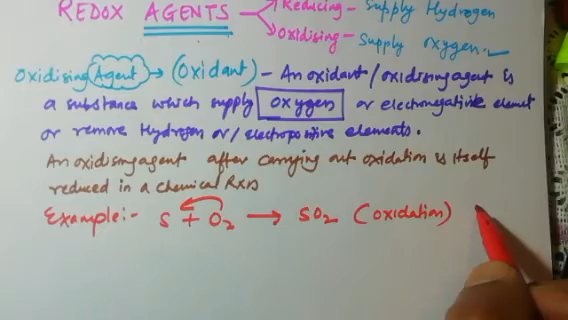 REDOX AGENTS → Reducing - Supply Hydrogen
→ Oxidising - Supply oxygen.
Oxidising Agent → (Oxidant) - An oxidant/oxidising agent is
a substance which supply oxygen or electronegative elemet
or remove Hydrogen or/electropositive elements.
An oxidising agent after carrying out oxidation is itself
reduced in a chemical Rxn
Example:- S + O2 → SO2 (oxidation)